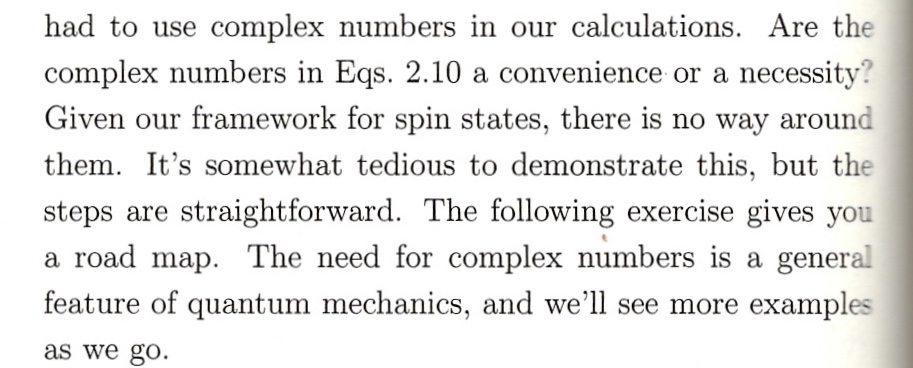 had to use complex numbers in our calculations. Are the
complex numbers in Eqs. 2.10 a convenience or a necessity?
Given our framework for spin states, there is no way around
them. It's somewhat tedious to demonstrate this, but the
steps are straightforward. The following exercise gives you
a road map. The need for complex numbers is a general
feature of quantum mechanics, and we'll see more examples
as we go.